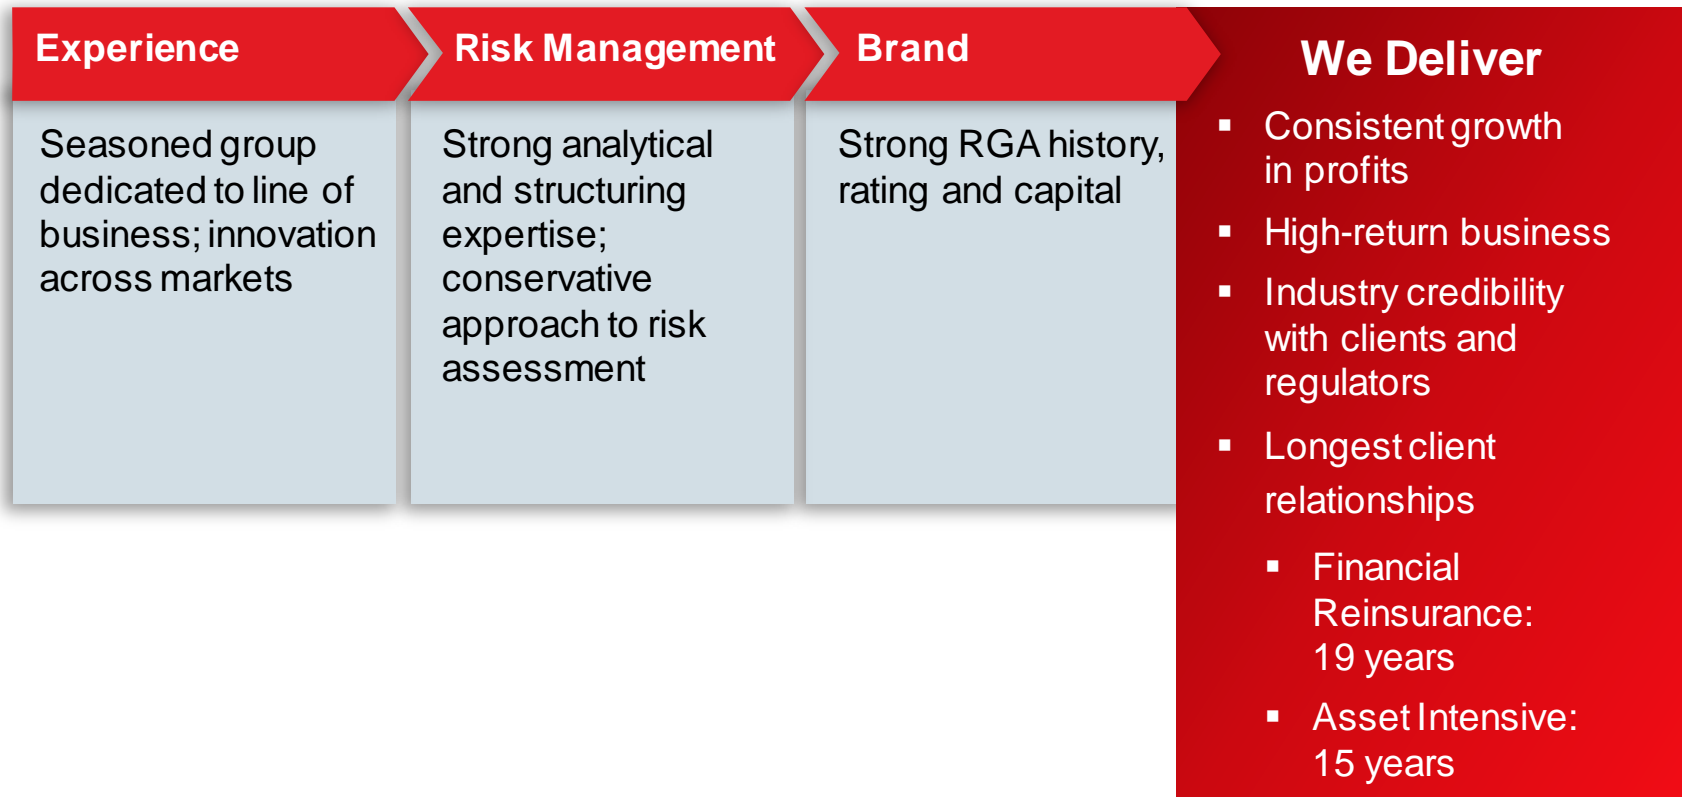 Experience
Seasoned group
dedicated to line of
business; innovation
across markets
Risk Management
Strong analytical
and structuring
expertise;
conservative
approach to risk
assessment
Brand
Strong RGA history,
rating and capital
We Deliver
▪ Consistent growth
in profits
▪ High-return business
▪ Industry credibility
with clients and
regulators
▪ Longest client
relationships
▪ Financial
Reinsurance:
19 years
▪ Asset Intensive:
15 years